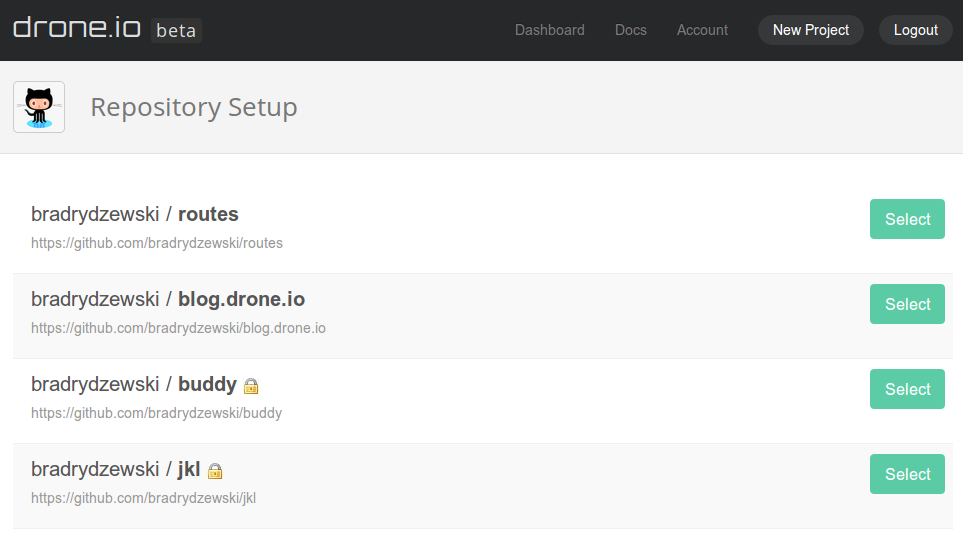 drone.io beta Dashboard Docs Account New Project Logout
Repository Setup
bradrydzewski / routes Select
https://github.com/bradrydzewski/routes
bradrydzewski / blog.drone.io Select
https://github.com/bradrydzewski/blog.drone.io
bradrydzewski / buddy Select
https://github.com/bradrydzewski/buddy
bradrydzewski / jkl Select
https://github.com/bradrydzewski/jkl